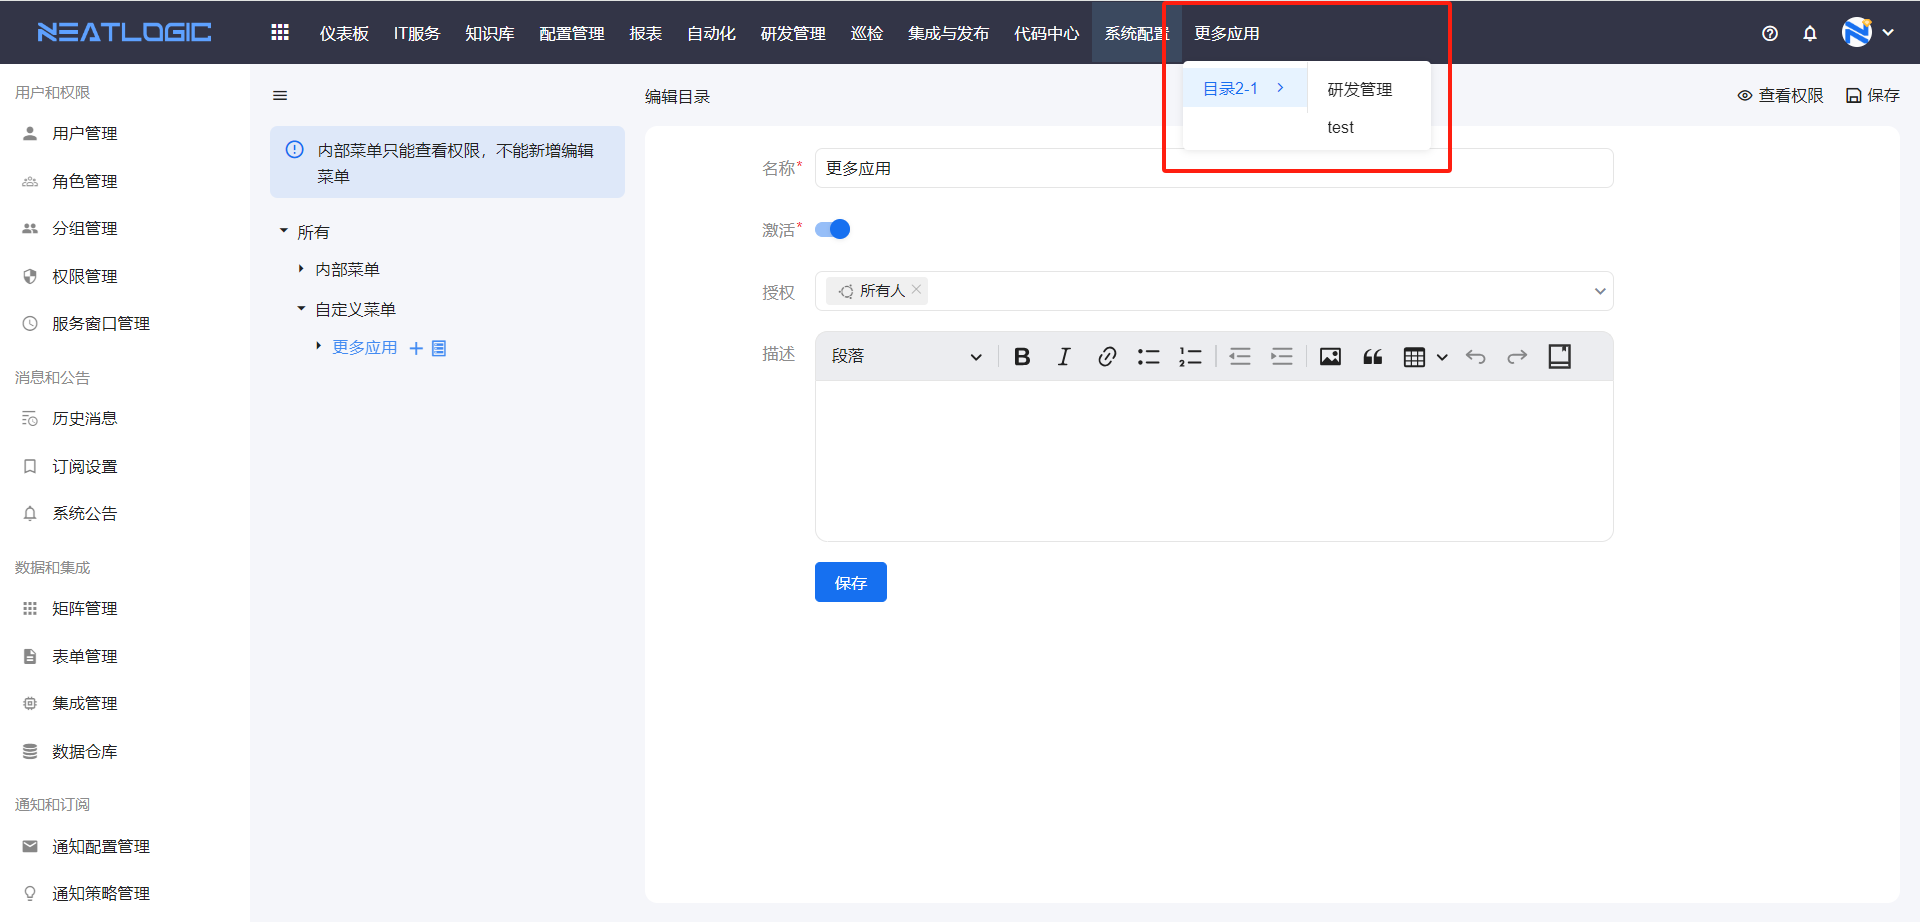 NEATLOGIC
仪表板 IT服务 知识库 配置管理 报表 自动化 研发管理 巡检 集成与发布 代码中心 系统配置 更多应用
目录2-1 研发管理
test
用户和权限
用户管理
角色管理
分组管理
权限管理
服务窗口管理
消息和公告
历史消息
订阅设置
系统公告
数据和集成
矩阵管理
表单管理
集成管理
数据仓库
通知和订阅
通知配置管理
通知策略管理
内部菜单只能查看权限，不能新增编辑
菜单
所有
内部菜单
自定义菜单
更多应用
编辑目录
查看权限 保存
名称* 更多应用
激活*
授权 所有人
描述 段落
保存